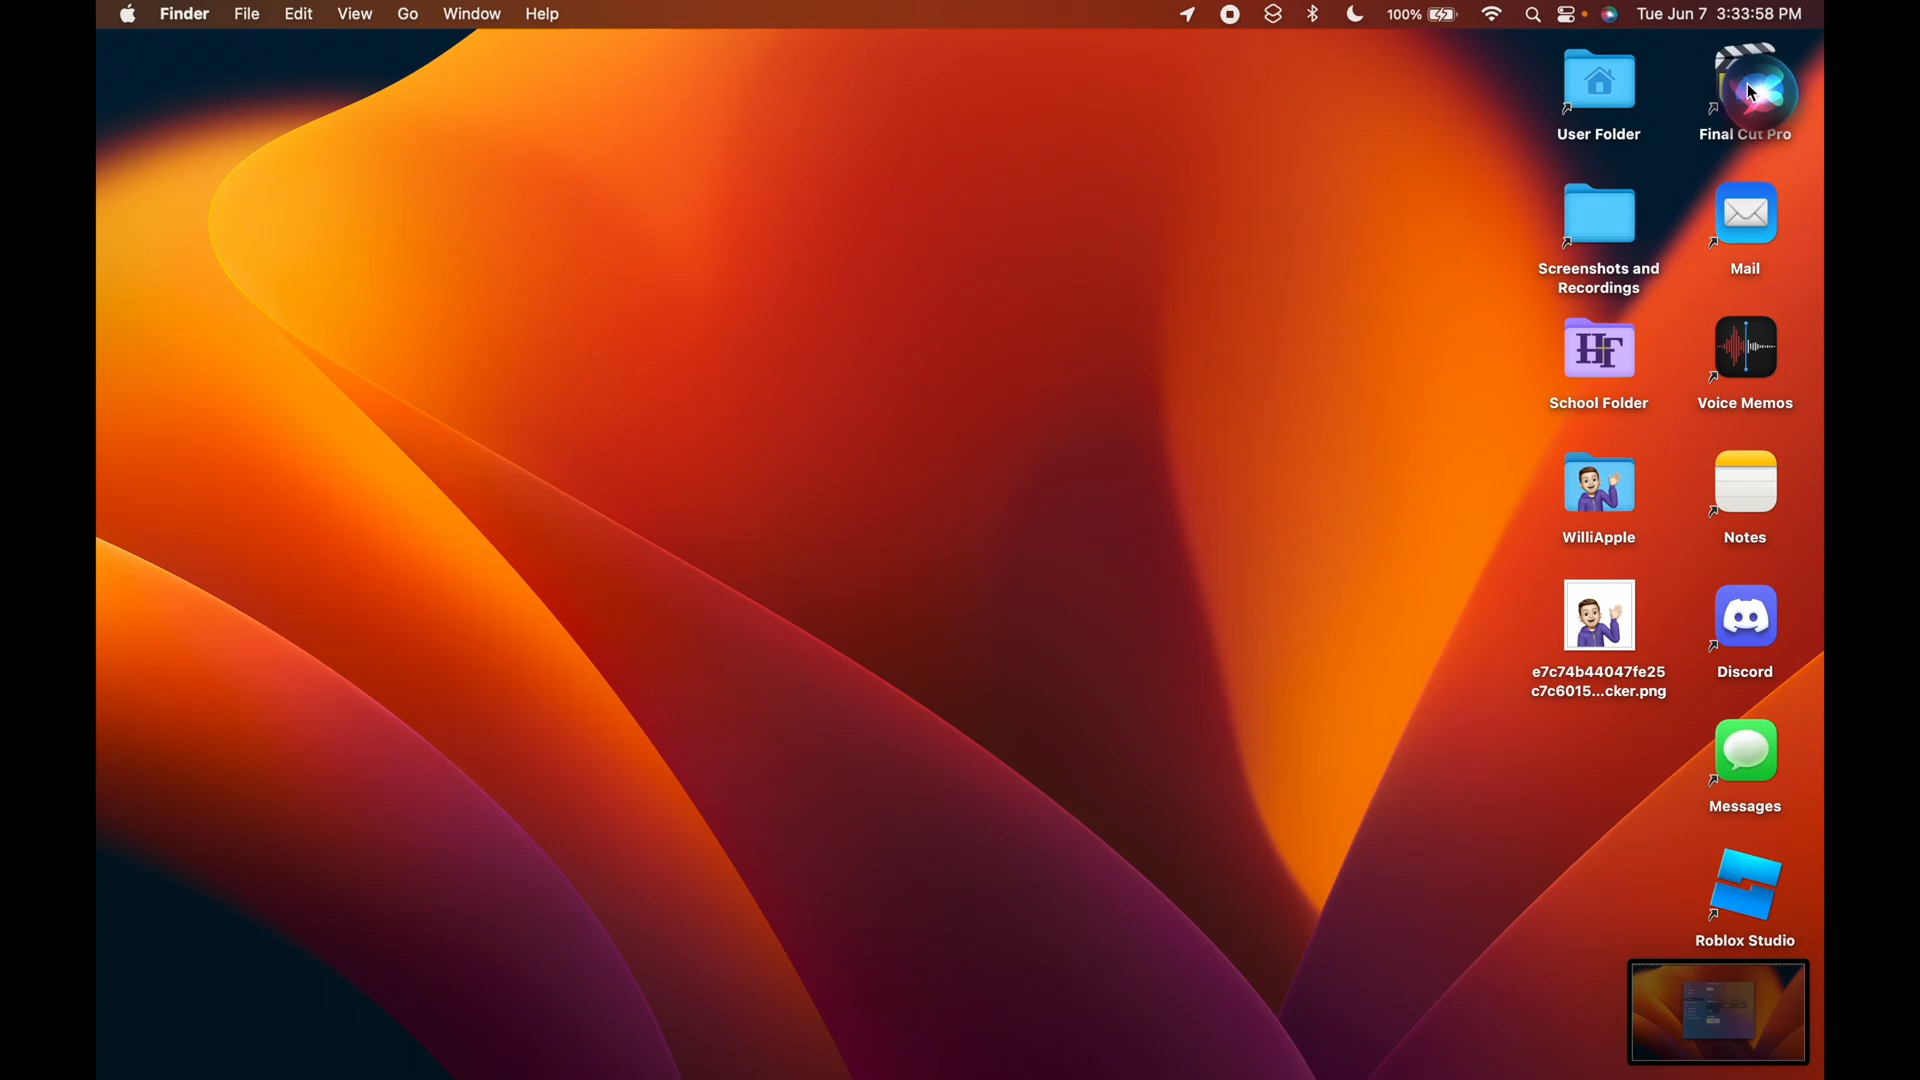 Finder File Edit View Go Window Help 100% Tue Jun 7 3:33:58 PM
User Folder
Final Cut Pro
Screenshots and
Recordings
Mail
HF
School Folder
Voice Memos
WilliApple
Notes
e7c74b44047fe25
c7c6015...cker.png
Discord
Messages
Roblox Studio